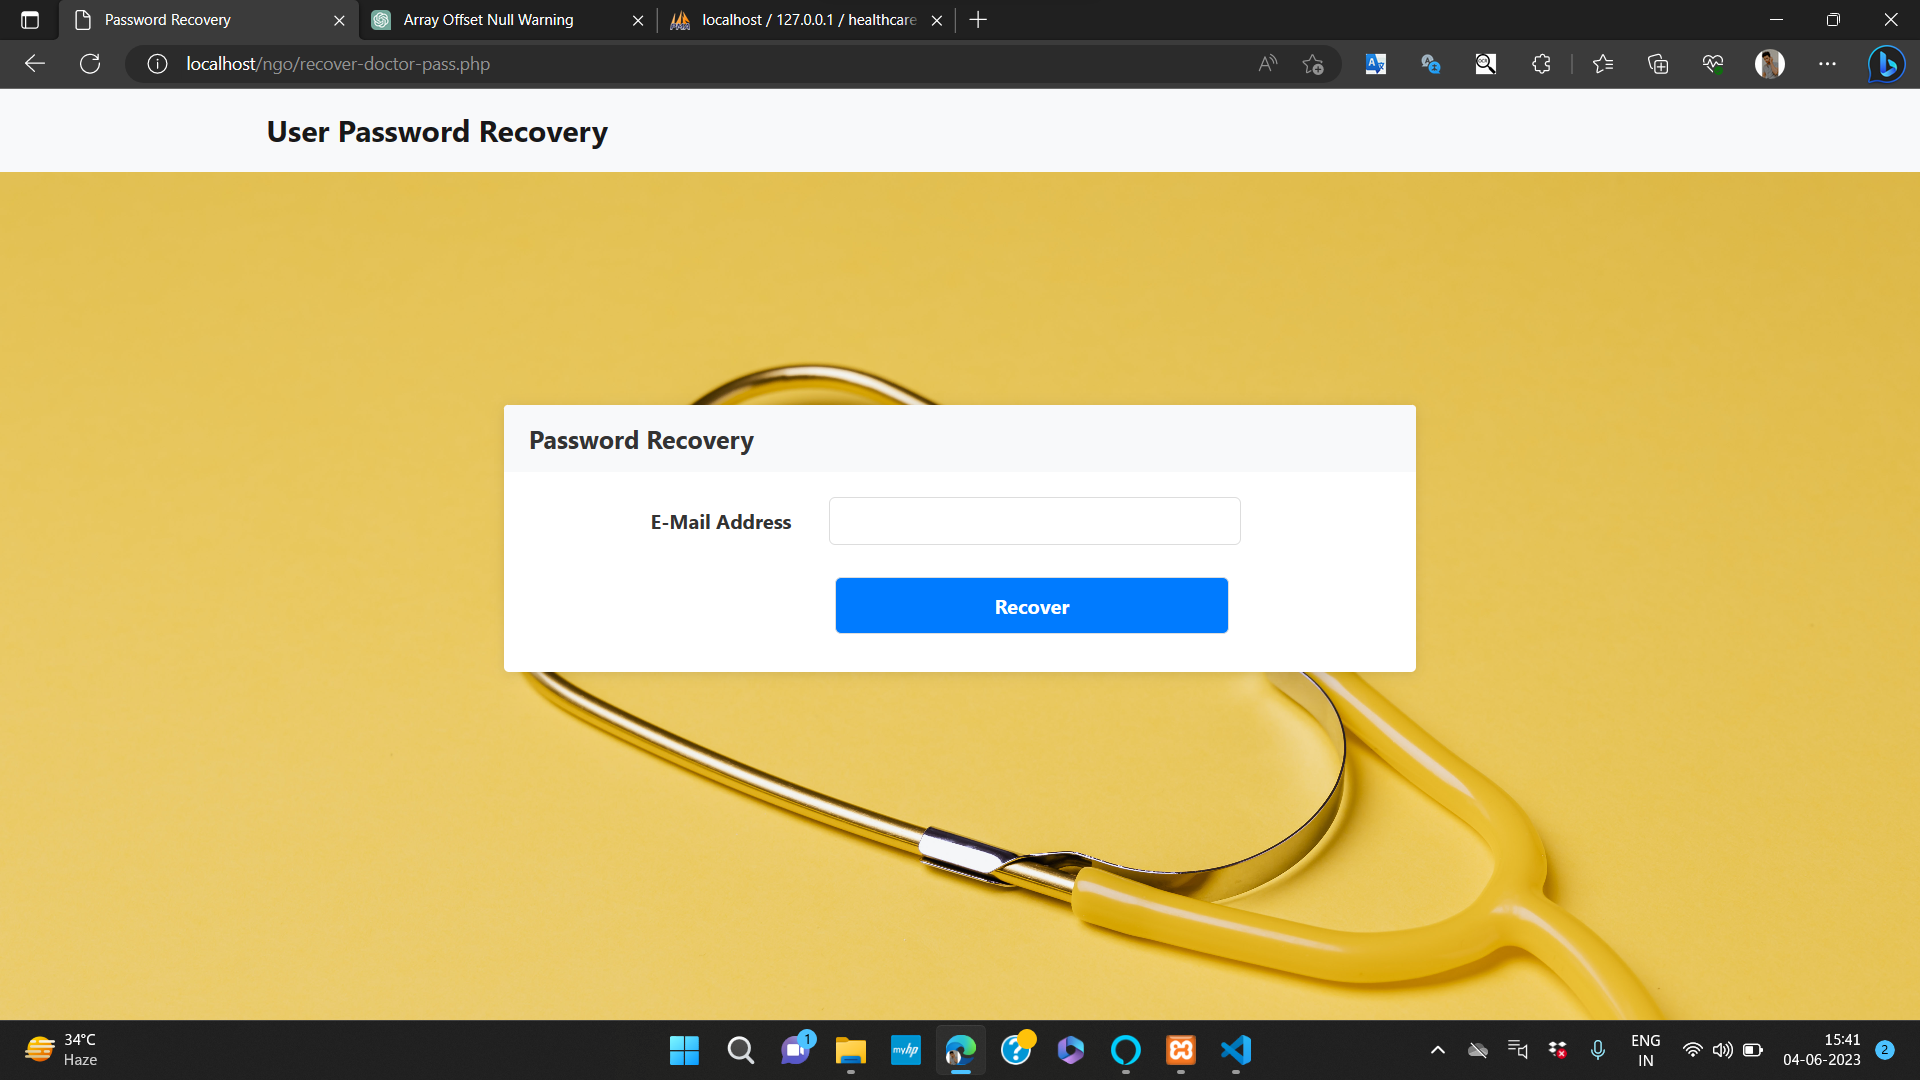 Password Recovery
Array Offset Null Warning
localhost / 127.0.0.1 / healthcare
localhost/ngo/recover-doctor-pass.php
User Password Recovery
Password Recovery
E-Mail Address
Recover
34°C
Haze
1
myhp
ENG
IN
15:41
04-06-2023
2